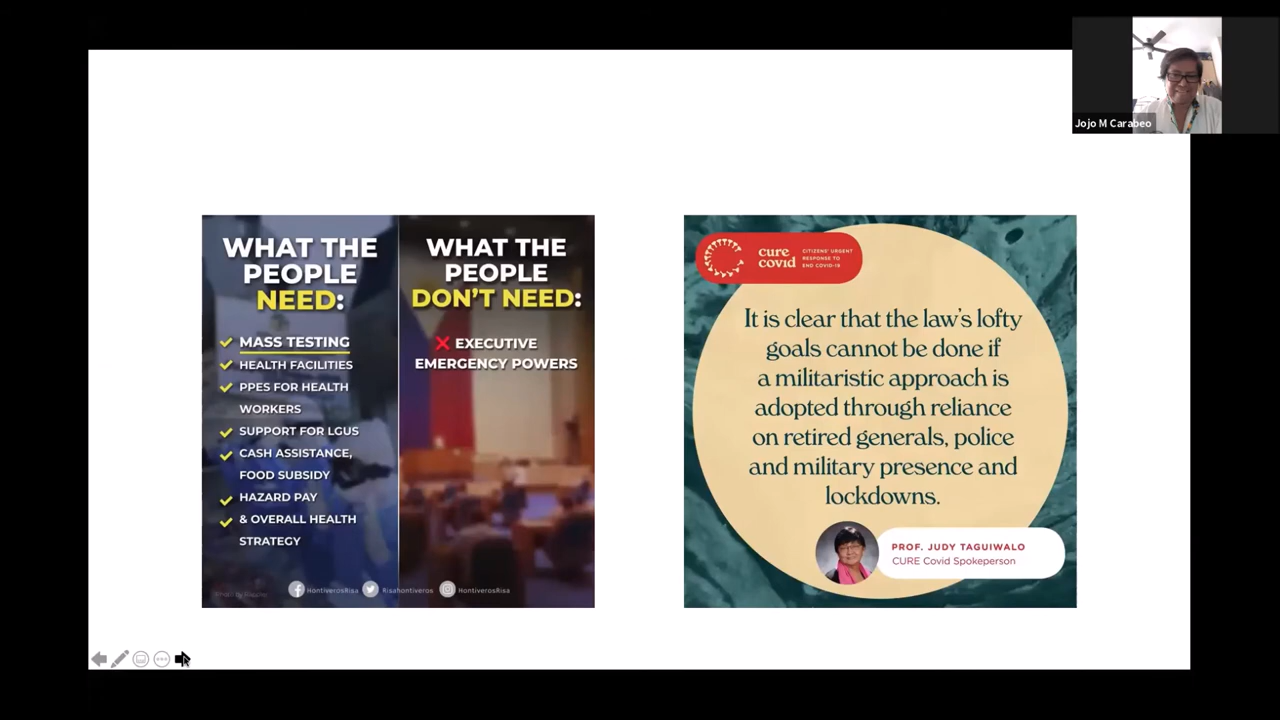 Jojo M Carabeo
WHAT THE
PEOPLE
NEED:
✓ MASS TESTING
✓ HEALTH FACILITIES
✓ PPES FOR HEALTH
WORKERS
✓ SUPPORT FOR LGUS
✓ CASH ASSISTANCE,
FOOD SUBSIDY
✓ HAZARD PAY
✓ & OVERALL HEALTH
STRATEGY
WHAT THE
PEOPLE
DON'T NEED:
❌ EXECUTIVE
EMERGENCY POWERS
HontiverosRisa Risahontiveros HontiverosRisa
cure
covid
CITIZENS' URGENT
RESPONSE TO
END COVID-19
It is clear that the law's lofty
goals cannot be done if
a militaristic approach is
adopted through reliance
on retired generals, police
and military presence and
lockdowns.
PROF. JUDY TAGUIWALO
CURE Covid Spokeperson